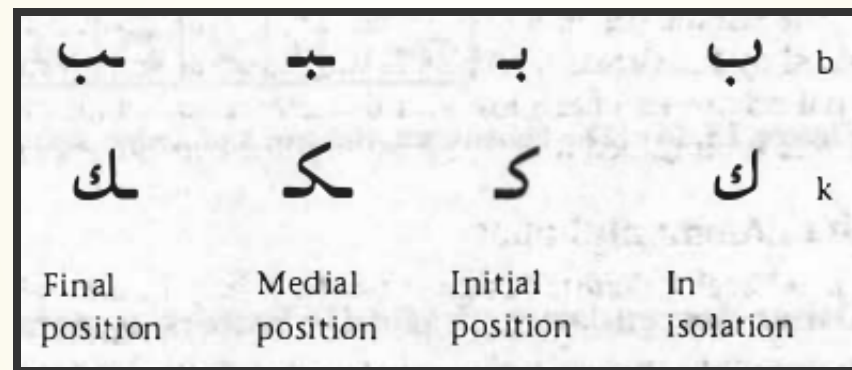 ـب ـبـ بـ ب b
ـك ـكـ كـ ك k
Final position
Medial position
Initial position
In isolation